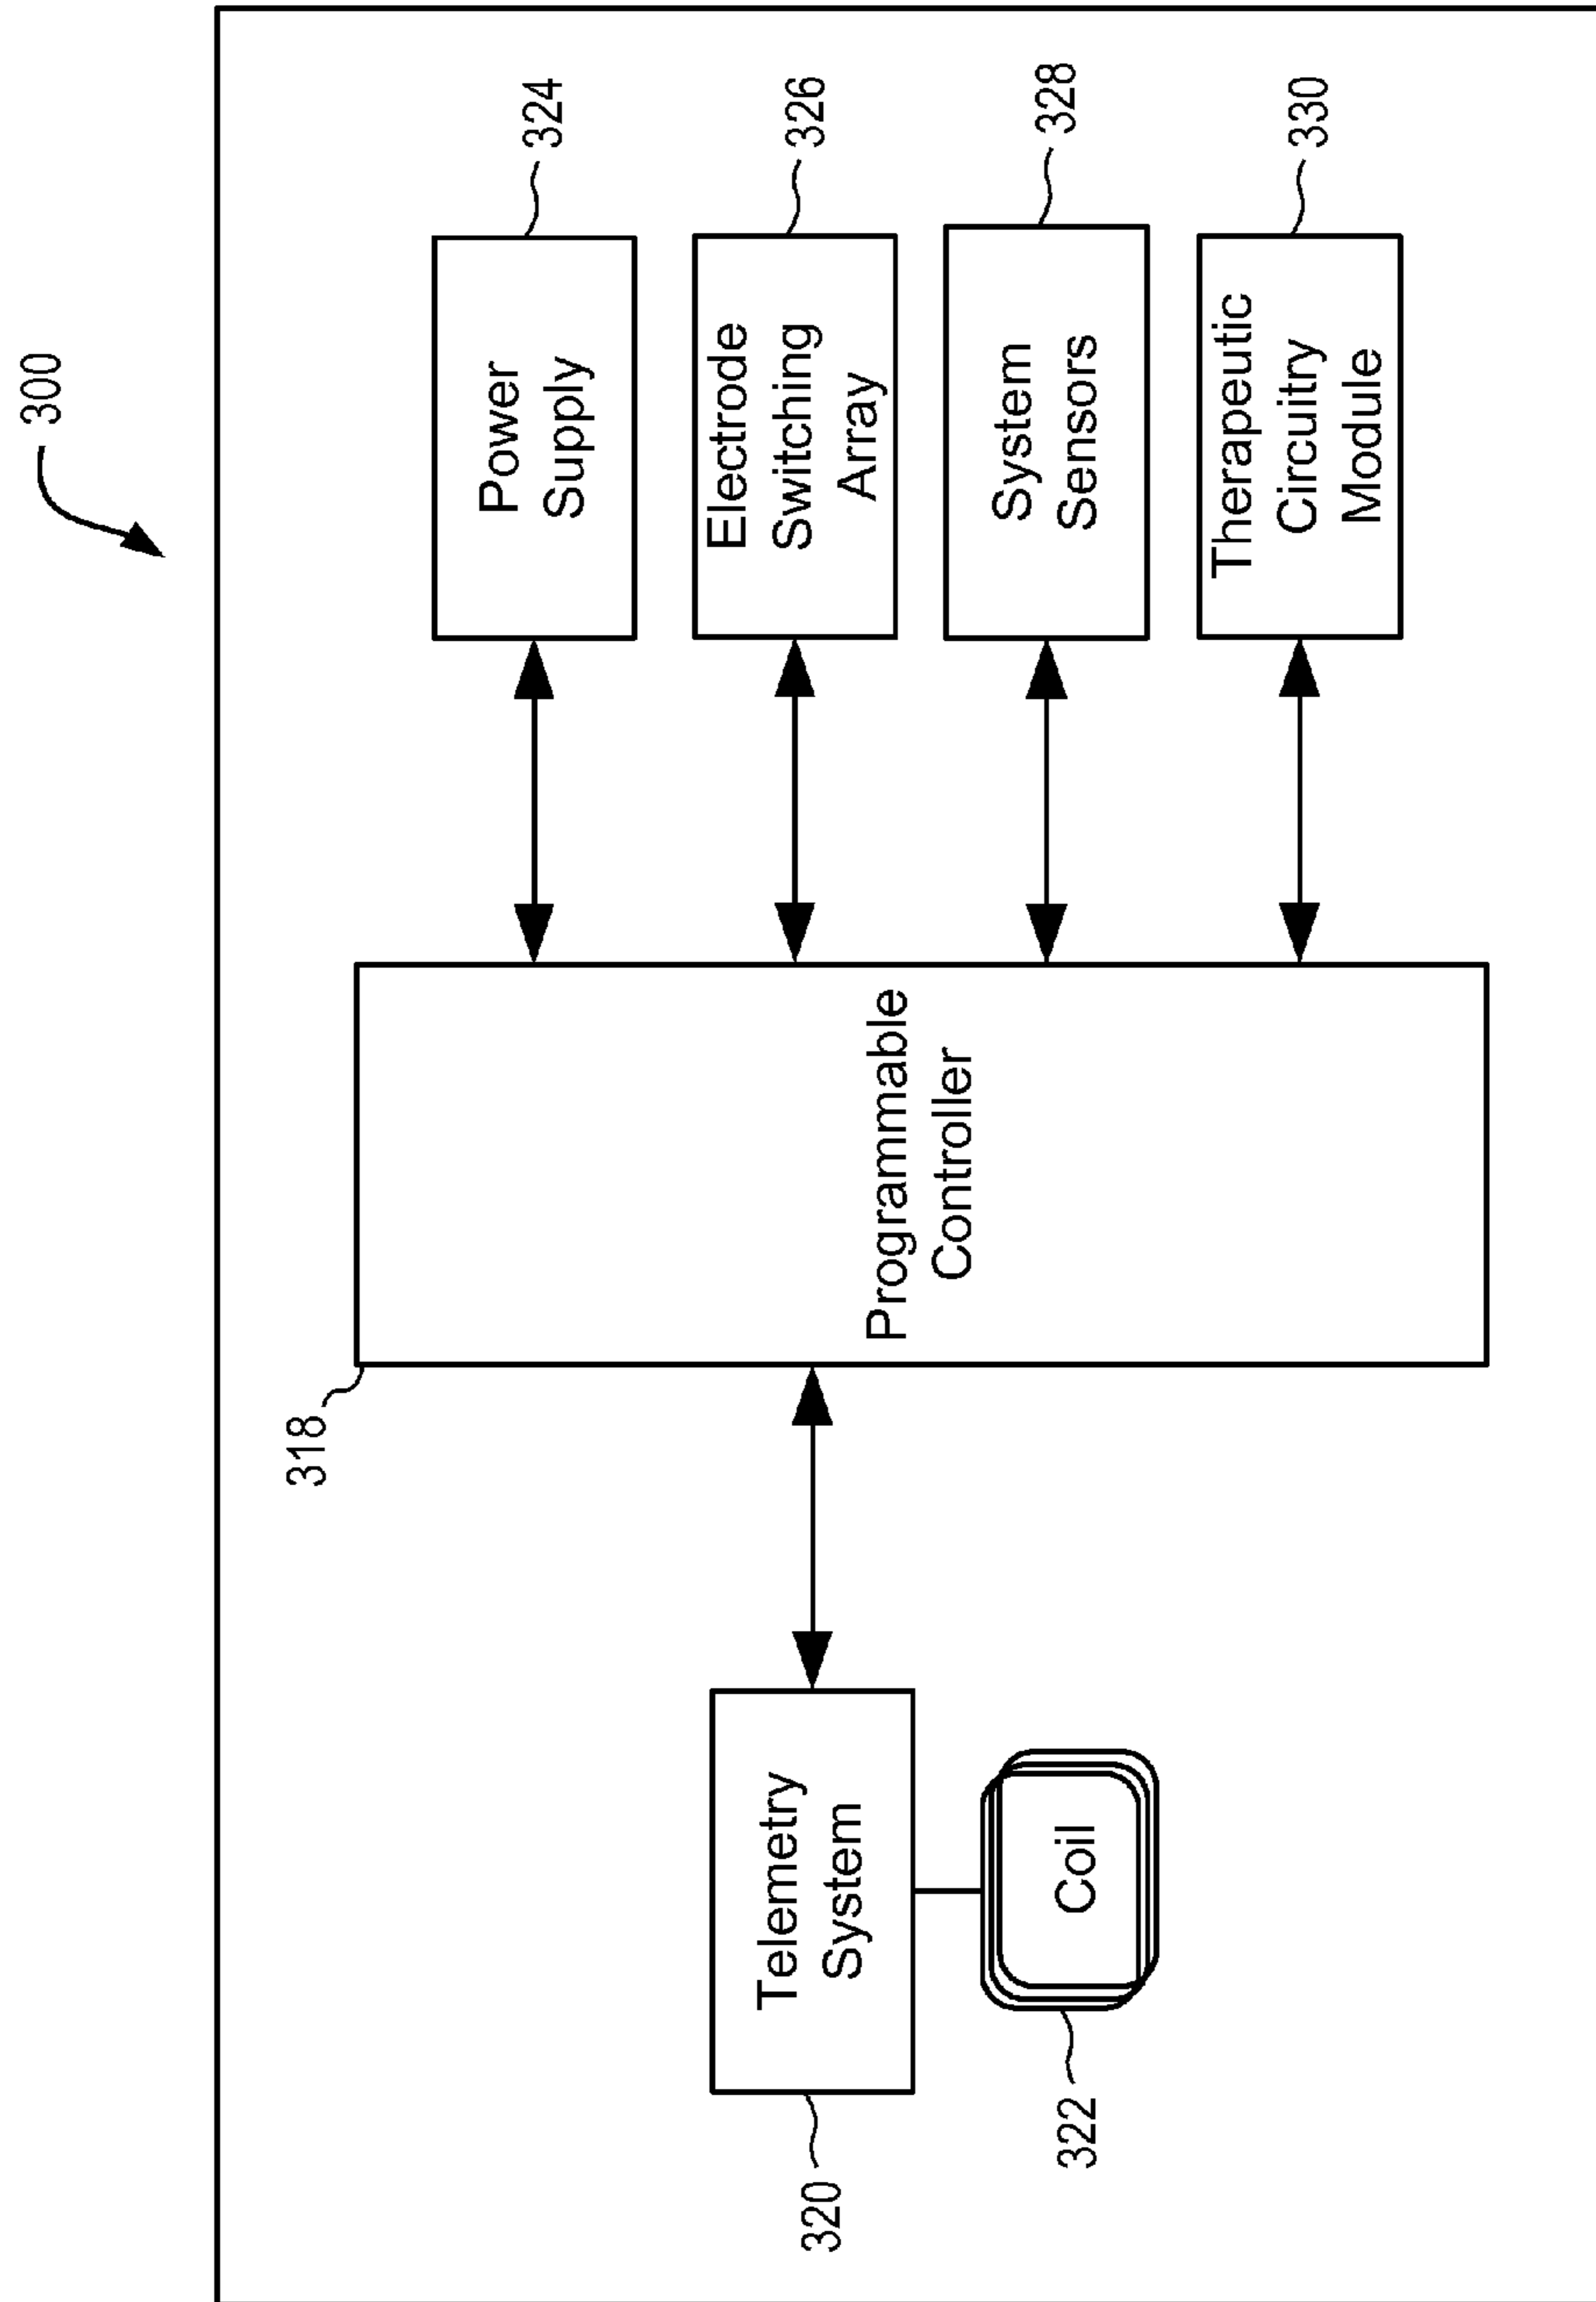 300
318
Telemetry
System
320
Coil
322
Programmable
Controller
Power
Supply
324
Electrode
Switching
Array
326
System
Sensors
328
Therapeutic
Circuitry
Module
330